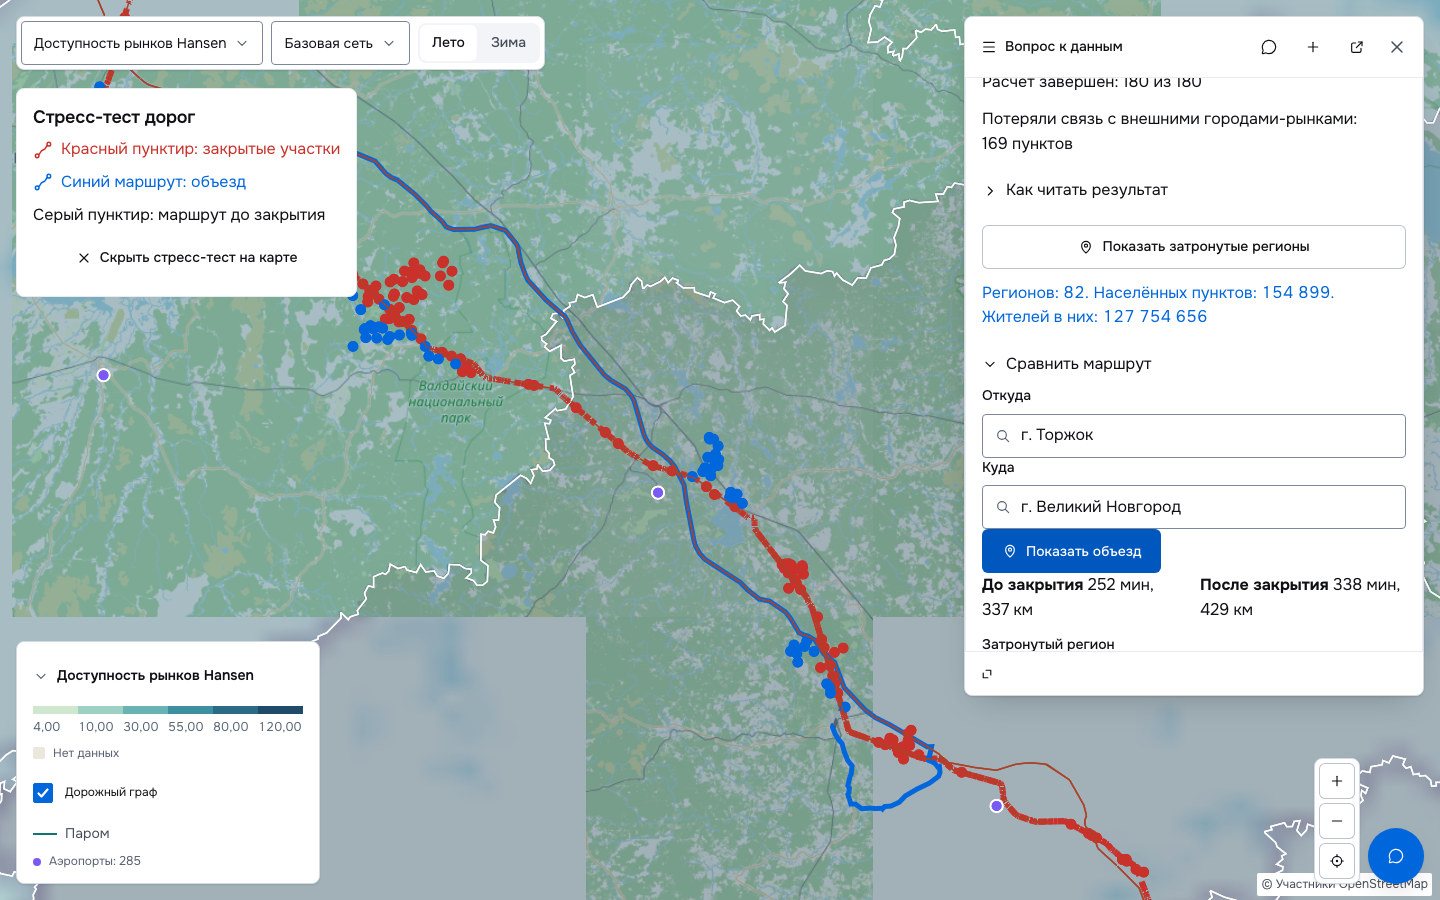 Доступность рынков Hansen
Базовая сеть
Лето
Зима
Стресс-тест дорог
Красный пунктир: закрытые участки
Синий маршрут: объезд
Серый пунктир: маршрут до закрытия
Скрыть стресс-тест на карте
Валдайский
национальный
парк
Доступность рынков Hansen
4,00 10,00 30,00 55,00 80,00 120,00
Нет данных
Дорожный граф
Паром
Аэропорты: 285
Вопрос к данным
Расчёт завершён: 180 из 180
Потеряли связь с внешними городами-рынками:
169 пунктов
Как читать результат
Показать затронутые регионы
Регионов: 82. Населённых пунктов: 154 899.
Жителей в них: 127 754 656
Сравнить маршрут
Откуда
г. Торжок
Куда
г. Великий Новгород
Показать объезд
До закрытия 252 мин,
337 км
После закрытия 338 мин,
429 км
Затронутый регион
© Участники OpenStreetMap